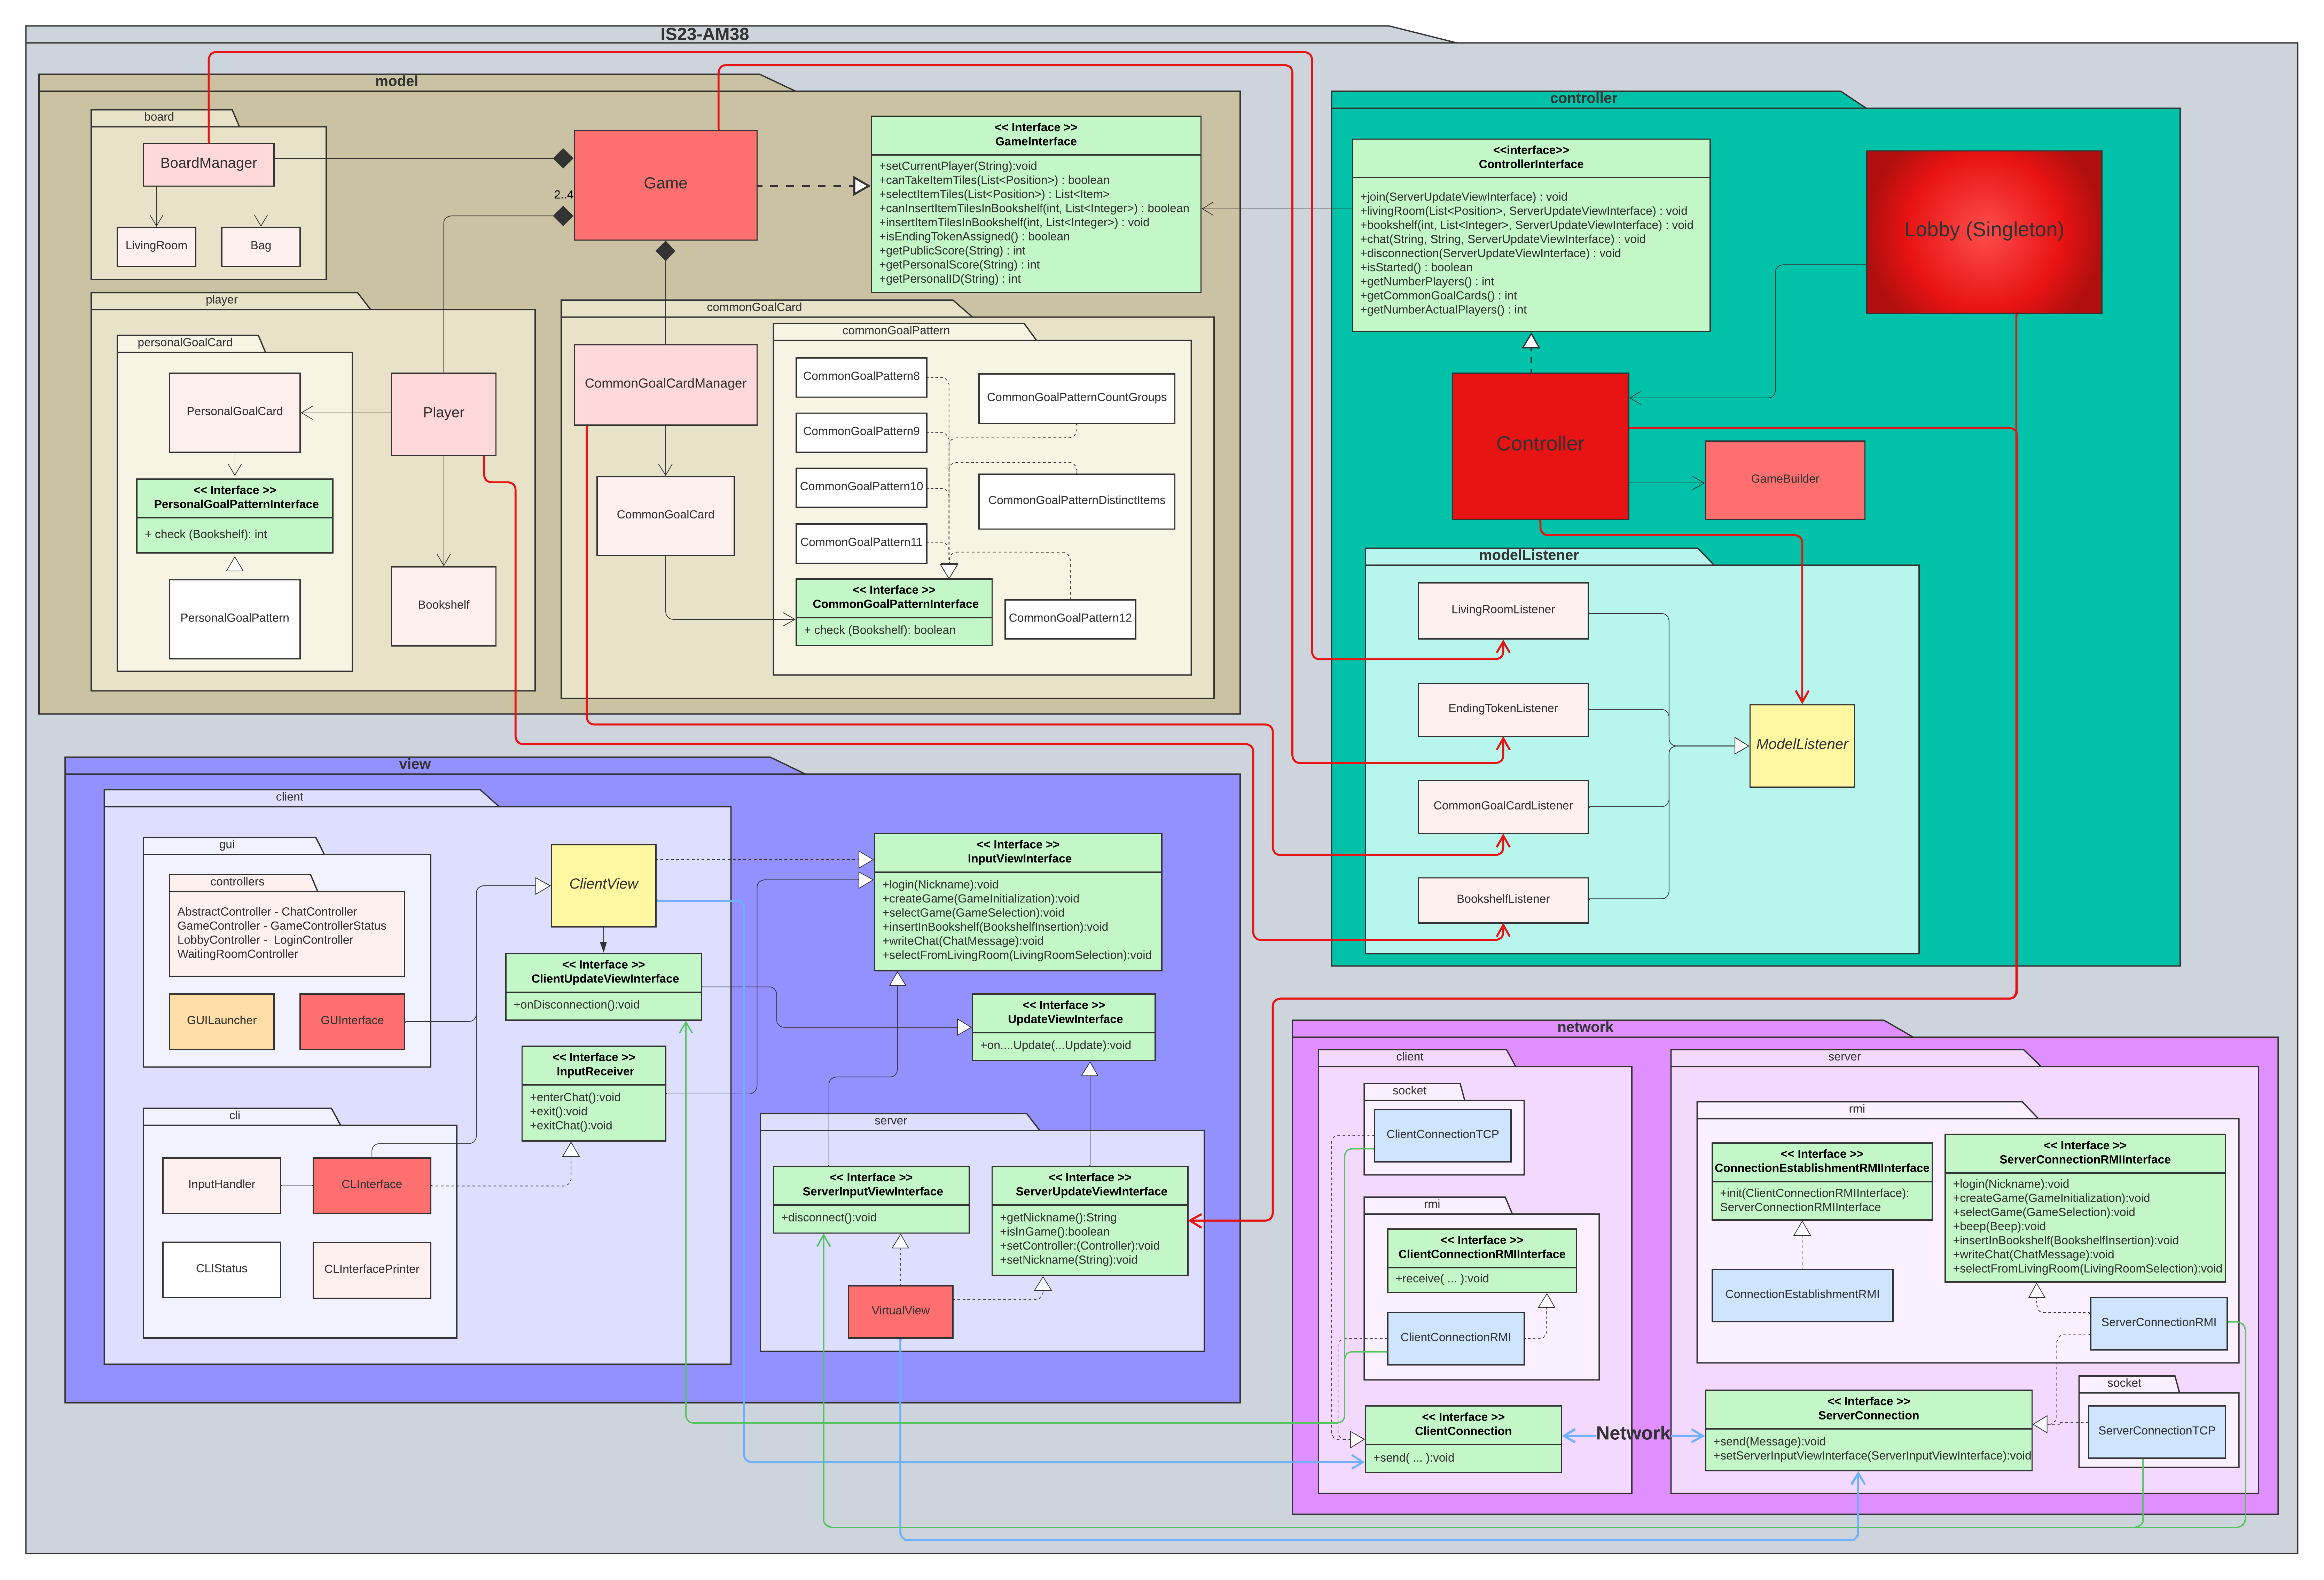 IS23-AM38
model
board
BoardManager
LivingRoom
Bag
Game
2..4
<< Interface >>
GameInterface
+setCurrentPlayer(String):void
+canTakeItemTiles(List<Position>) : boolean
+selectItemTiles(List<Position>) : List<Item>
+canInsertItemTilesInBookshelf(int, List<Integer>) : boolean
+insertItemTilesInBookshelf(int, List<Integer>) : void
+isEndingTokenAssigned() : boolean
+getPublicScore(String) : int
+getPersonalScore(String) : int
+getPersonalID(String) : int
player
personalGoalCard
PersonalGoalCard
<< Interface >>
PersonalGoalPatternInterface
+ check (Bookshelf): int
PersonalGoalPattern
Player
Bookshelf
commonGoalCard
CommonGoalCardManager
CommonGoalCard
commonGoalPattern
CommonGoalPattern8
CommonGoalPattern9
CommonGoalPattern10
CommonGoalPattern11
CommonGoalPatternCountGroups
CommonGoalPatternDistinctItems
<< Interface >>
CommonGoalPatternInterface
+ check (Bookshelf): boolean
CommonGoalPattern12
controller
<<interface>>
ControllerInterface
+join(ServerUpdateViewInterface) : void
+livingRoom(List<Position>, ServerUpdateViewInterface) : void
+bookshelf(int, List<Integer>, ServerUpdateViewInterface) : void
+chat(String, String, ServerUpdateViewInterface) : void
+disconnection(ServerUpdateViewInterface) : void
+isStarted() : boolean
+getNumberPlayers() : int
+getCommonGoalCards() : int
+getNumberActualPlayers() : int
Lobby (Singleton)
Controller
GameBuilder
modelListener
LivingRoomListener
EndingTokenListener
CommonGoalCardListener
BookshelfListener
ModelListener
view
client
gui
controllers
AbstractController - ChatController
GameController - GameControllerStatus
LobbyController -  LoginController
WaitingRoomController
GUILauncher
GUInterface
cli
InputHandler
CLInterface
CLIStatus
CLInterfacePrinter
ClientView
<< Interface >>
ClientUpdateViewInterface
+onDisconnection():void
<< Interface >>
InputReceiver
+enterChat():void
+exit():void
+exitChat():void
<< Interface >>
InputViewInterface
+login(Nickname):void
+createGame(GameInitialization):void
+selectGame(GameSelection):void
+insertInBookshelf(BookshelfInsertion):void
+writeChat(ChatMessage):void
+selectFromLivingRoom(LivingRoomSelection):void
<< Interface >>
UpdateViewInterface
+on....Update(...Update):void
server
<< Interface >>
ServerInputViewInterface
+disconnect():void
<< Interface >>
ServerUpdateViewInterface
+getNickname():String
+isInGame():boolean
+setController:(Controller):void
+setNickname(String):void
VirtualView
network
client
socket
ClientConnectionTCP
rmi
<< Interface >>
ClientConnectionRMIInterface
+receive( ... ):void
ClientConnectionRMI
<< Interface >>
ClientConnection
+send( ... ):void
Network
server
rmi
<< Interface >>
ConnectionEstablishmentRMIInterface
+init(ClientConnectionRMIInterface):
ServerConnectionRMIInterface
ConnectionEstablishmentRMI
<< Interface >>
ServerConnectionRMIInterface
+login(Nickname):void
+createGame(GameInitialization):void
+selectGame(GameSelection):void
+beep(Beep):void
+insertInBookshelf(BookshelfInsertion):void
+writeChat(ChatMessage):void
+selectFromLivingRoom(LivingRoomSelection):void
ServerConnectionRMI
socket
ServerConnectionTCP
<< Interface >>
ServerConnection
+send(Message):void
+setServerInputViewInterface(ServerInputViewInterface):void